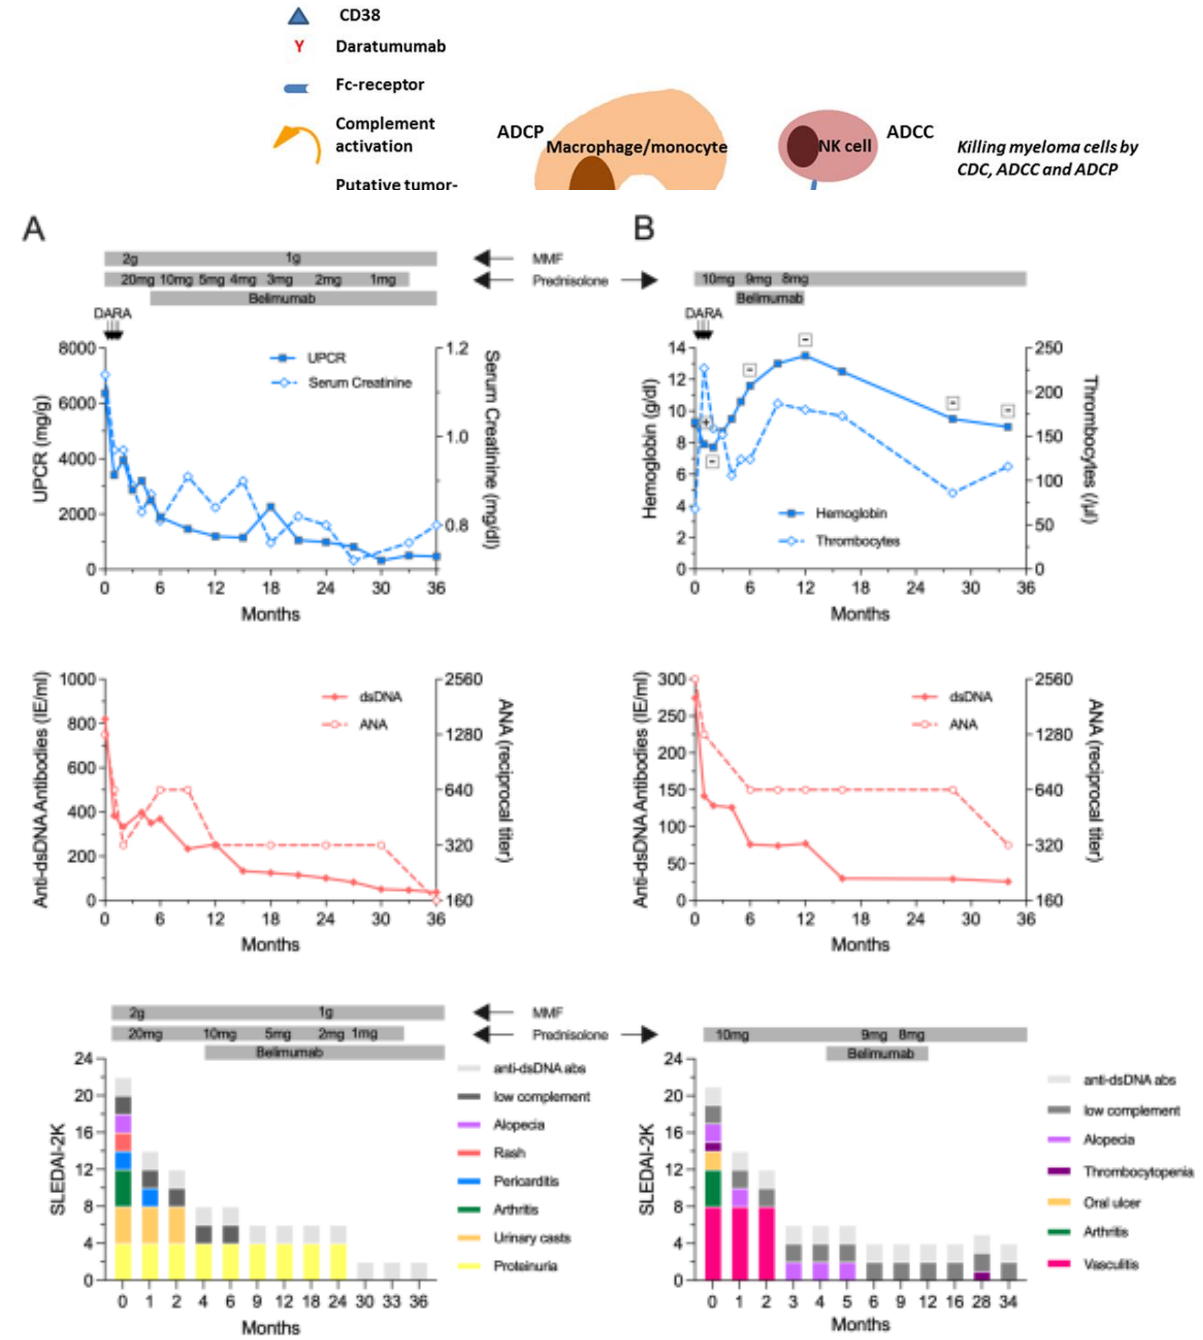 CD38
Daratumumab
Fc-receptor
Complement
activation
Putative tumor-
ADCP
Macrophage/monocyte
NK cell
ADCC
Killing myeloma cells by
CDC, ADCC and ADCP
A
2g 1g
MMF
20mg 10mg 5mg 4mg 3mg 2mg 1mg
Prednisolone
Belimumab
DARA
UPCR
Serum Creatinine
UPCR (mg/g)
8000
6000
4000
2000
0
Serum Creatinine (mg/dl)
1.2
1.0
0.8
0 6 12 18 24 30 36
Months
B
10mg 9mg 8mg
Belimumab
DARA
Hemoglobin (g/dl)
14
12
10
8
6
4
2
0
Thrombocytes (/µl)
250
200
150
100
50
0
+
-
-
-
-
-
Hemoglobin
Thrombocytes
0 6 12 18 24 30 36
Months
Anti-dsDNA Antibodies (IE/ml)
1000
800
600
400
200
0
dsDNA
ANA
ANA (reciprocal titer)
2560
1280
640
320
160
0 6 12 18 24 30 36
Months
Anti-dsDNA Antibodies (IE/ml)
300
250
200
150
100
50
0
dsDNA
ANA
ANA (reciprocal titer)
2560
1280
640
320
160
0 6 12 18 24 30 36
Months
2g 1g
MMF
20mg 10mg 5mg 2mg 1mg
Prednisolone
Belimumab
SLEDAI-2K
24
20
16
12
8
4
0
anti-dsDNA abs
low complement
Alopecia
Rash
Pericarditis
Arthritis
Urinary casts
Proteinuria
0 1 2 4 6 9 12 18 24 30 33 36
Months
10mg 9mg 8mg
Belimumab
SLEDAI-2K
24
20
16
12
8
4
0
anti-dsDNA abs
low complement
Alopecia
Thrombocytopenia
Oral ulcer
Arthritis
Vasculitis
0 1 2 3 4 5 6 9 12 16 28 34
Months